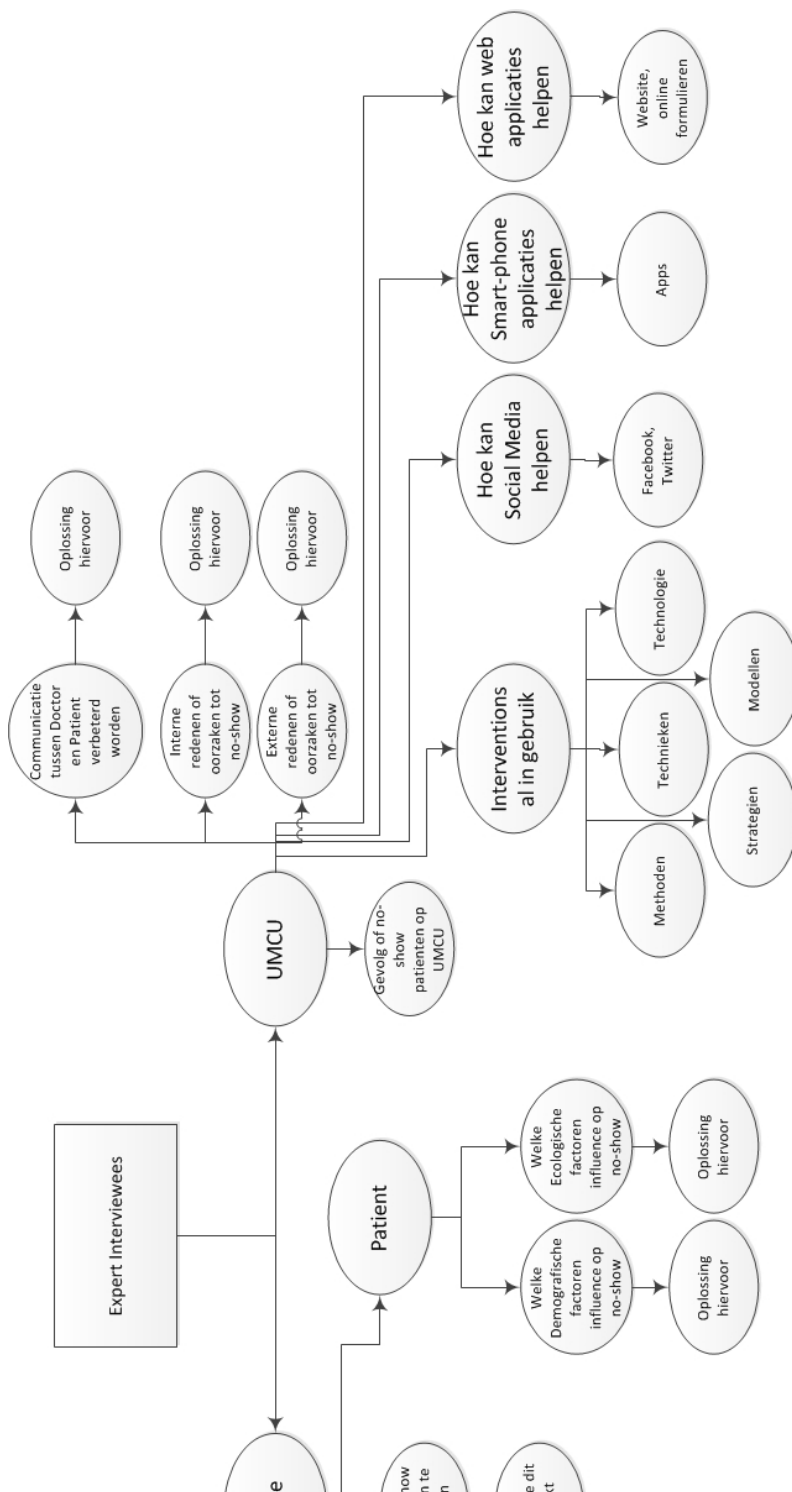 Expert Interviewees
UMCU
Gevolg of no-
show
patienten op
UMCU
Communicatie
tussen Doctor
en Patient
verbeterd
worden
Oplossing
hiervoor
Interne
redenen of
oorzaken tot
no-show
Oplossing
hiervoor
Externe
redenen of
oorzaken tot
no-show
Oplossing
hiervoor
Interventions
al in gebruik
Methoden
Strategien
Technieken
Modellen
Technologie
Hoe kan
Social Media
helpen
Facebook,
Twitter
Hoe kan
Smart-phone
applicaties
helpen
Apps
Hoe kan web
applicaties
helpen
Website,
online
formulieren
Patient
Welke
Demografische
factoren
influence op
no-show
Oplossing
hiervoor
Welke
Ecologische
factoren
influence op
no-show
Oplossing
hiervoor